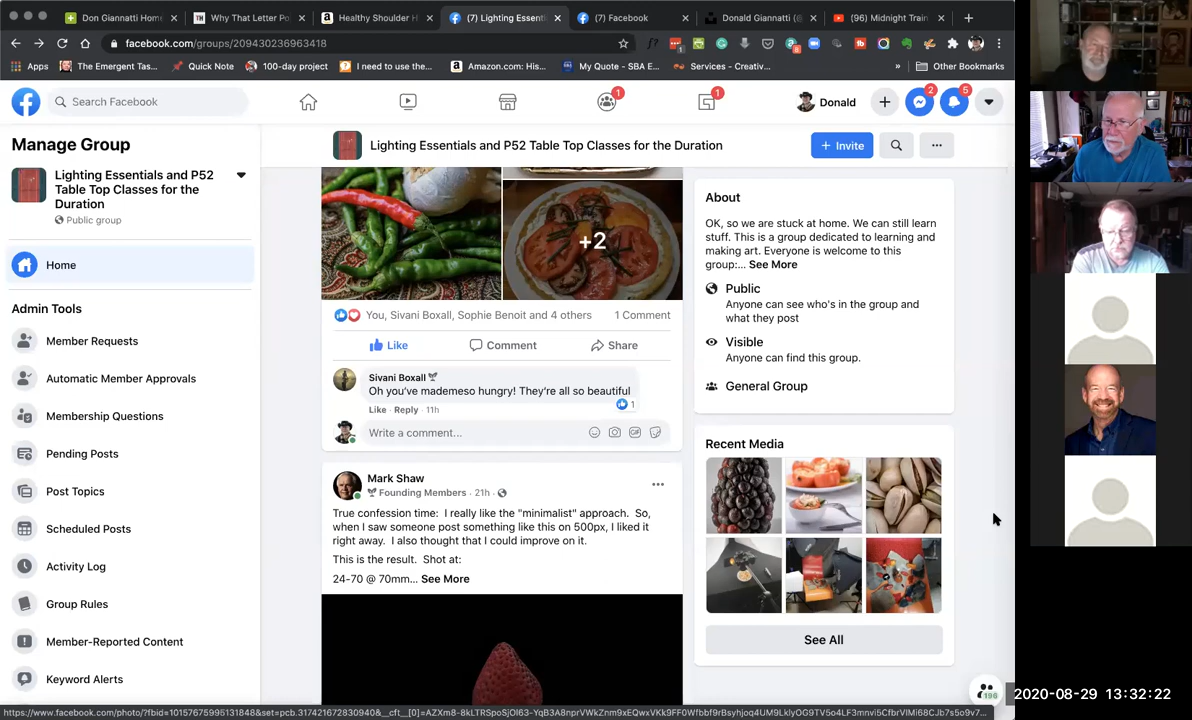 Don Giannatti Hom
Why That Letter Po
Healthy Shoulder H
(7) Lighting Essenti
(7) Facebook
Donald Giannatti (@
(96) Midnight Train
facebook.com/groups/209430236963418
Apps
The Emergent Tas...
Quick Note
100-day project
I need to use the...
Amazon.com: His...
My Quote - SBA E...
Services - Creativ...
»
Other Bookmarks
Search Facebook
1
1
Donald
2
5
Manage Group
Lighting Essentials and P52
Table Top Classes for the
Duration
Public group
Home
Admin Tools
Member Requests
Automatic Member Approvals
Membership Questions
Pending Posts
Post Topics
Scheduled Posts
Activity Log
Group Rules
Member-Reported Content
Keyword Alerts
Lighting Essentials and P52 Table Top Classes for the Duration
+ Invite
+2
You, Sivani Boxall, Sophie Benoit and 4 others 1 Comment
Like Comment Share
Sivani Boxall
Oh you've mademeso hungry! They're all so beautiful
1
Like · Reply · 11h
Write a comment...
GIF
Mark Shaw
Founding Members · 21h ·
True confession time: I really like the "minimalist" approach. So,
when I saw someone post something like this on 500px, I liked it
right away. I also thought that I could improve on it.
This is the result. Shot at:
24-70 @ 70mm... See More
About
OK, so we are stuck at home. We can still learn
stuff. This is a group dedicated to learning and
making art. Everyone is welcome to this
group:... See More
Public
Anyone can see who's in the group and
what they post
Visible
Anyone can find this group.
General Group
Recent Media
See All
196
2020-08-29 13:32:22